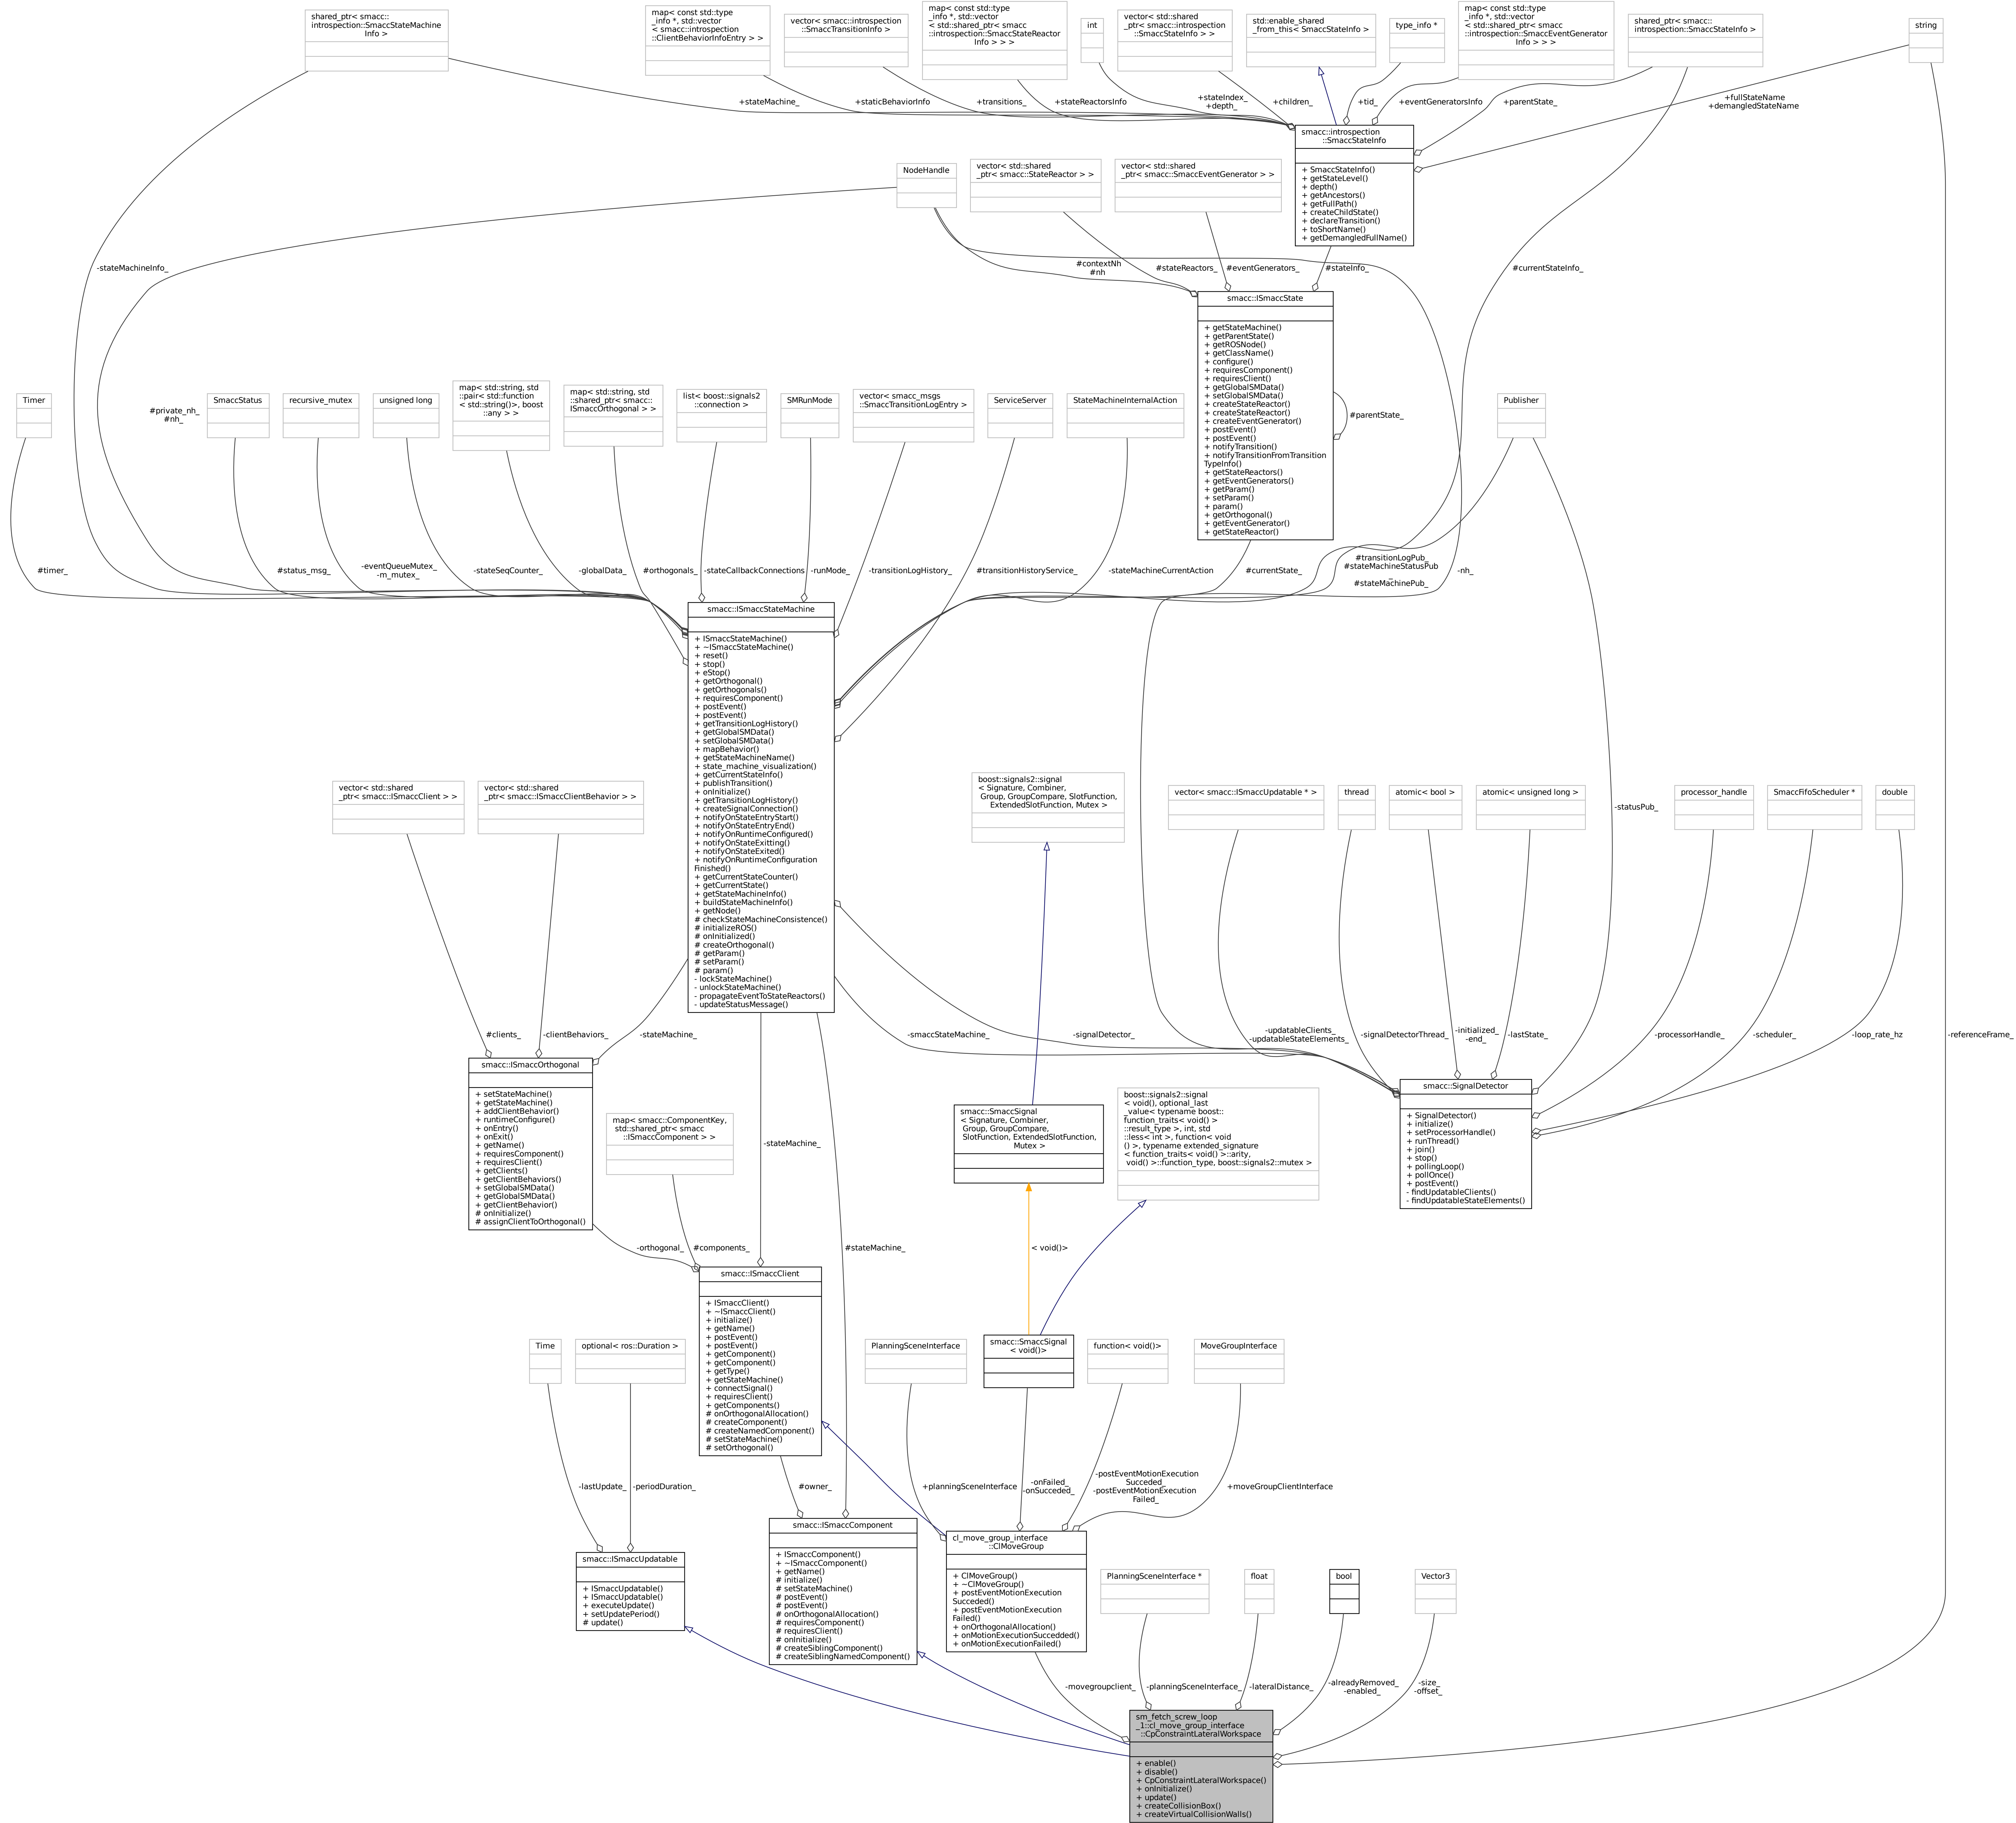 shared_ptr< smacc::
introspection::SmaccStateMachine
Info >
map< const std::type
_info *, std::vector
< smacc::introspection
::ClientBehaviorInfoEntry > >
vector< smacc::introspection
::SmaccTransitionInfo >
map< const std::type
_info *, std::vector
< std::shared_ptr< smacc
::introspection::SmaccStateReactor
Info > > >
int
vector< std::shared
_ptr< smacc::introspection
::SmaccStateInfo > >
std::enable_shared
_from_this< SmaccStateInfo >
type_info *
map< const std::type
_info *, std::vector
< std::shared_ptr< smacc
::introspection::SmaccEventGenerator
Info > > >
shared_ptr< smacc::
introspection::SmaccStateInfo >
string
+stateMachine_
+staticBehaviorInfo
+transitions_
+stateReactorsInfo
+stateIndex_
+depth_
+children_
+tid_
+eventGeneratorsInfo
+parentState_
+fullStateName
+demangledStateName
smacc::introspection
::SmaccStateInfo
+ SmaccStateInfo()
+ getStateLevel()
+ depth()
+ getAncestors()
+ getFullPath()
+ createChildState()
+ declareTransition()
+ toShortName()
+ getDemangledFullName()
NodeHandle
vector< std::shared
_ptr< smacc::StateReactor > >
vector< std::shared
_ptr< smacc::SmaccEventGenerator > >
-stateMachineInfo_
#contextNh
#nh
#stateReactors_
#eventGenerators_
#stateInfo_
#currentStateInfo_
smacc::ISmaccState
+ getStateMachine()
+ getParentState()
+ getROSNode()
+ getClassName()
+ configure()
+ requiresComponent()
+ requiresClient()
+ getGlobalSMData()
+ setGlobalSMData()
+ createStateReactor()
+ createStateReactor()
+ createEventGenerator()
+ postEvent()
+ postEvent()
+ notifyTransition()
+ notifyTransitionFromTransition
TypeInfo()
+ getStateReactors()
+ getEventGenerators()
+ getParam()
+ setParam()
+ param()
+ getOrthogonal()
+ getEventGenerator()
+ getStateReactor()
#parentState_
Timer
#private_nh_
#nh_
SmaccStatus
recursive_mutex
unsigned long
map< std::string, std
::pair< std::function
< std::string()>, boost
::any > >
map< std::string, std
::shared_ptr< smacc::
ISmaccOrthogonal > >
list< boost::signals2
::connection >
SMRunMode
vector< smacc_msgs
::SmaccTransitionLogEntry >
ServiceServer
StateMachineInternalAction
Publisher
#timer_
#status_msg_
-eventQueueMutex_
-m_mutex_
-stateSeqCounter_
-globalData_
#orthogonals_
-stateCallbackConnections
-runMode_
-transitionLogHistory_
#transitionHistoryService_
-stateMachineCurrentAction
#currentState_
#transitionLogPub_
#stateMachineStatusPub
_
#stateMachinePub_
-nh_
smacc::ISmaccStateMachine
+ ISmaccStateMachine()
+ ~ISmaccStateMachine()
+ reset()
+ stop()
+ eStop()
+ getOrthogonal()
+ getOrthogonals()
+ requiresComponent()
+ postEvent()
+ postEvent()
+ getTransitionLogHistory()
+ getGlobalSMData()
+ setGlobalSMData()
+ mapBehavior()
+ getStateMachineName()
+ state_machine_visualization()
+ getCurrentStateInfo()
+ publishTransition()
+ onInitialize()
+ getTransitionLogHistory()
+ createSignalConnection()
+ notifyOnStateEntryStart()
+ notifyOnStateEntryEnd()
+ notifyOnRuntimeConfigured()
+ notifyOnStateExitting()
+ notifyOnStateExited()
+ notifyOnRuntimeConfiguration
Finished()
+ getCurrentStateCounter()
+ getCurrentState()
+ getStateMachineInfo()
+ buildStateMachineInfo()
+ getNode()
# checkStateMachineConsistence()
# initializeROS()
# onInitialized()
# createOrthogonal()
# getParam()
# setParam()
# param()
- lockStateMachine()
- unlockStateMachine()
- propagateEventToStateReactors()
- updateStatusMessage()
vector< std::shared
_ptr< smacc::ISmaccClient > >
vector< std::shared
_ptr< smacc::ISmaccClientBehavior > >
boost::signals2::signal
< Signature, Combiner,
Group, GroupCompare, SlotFunction,
ExtendedSlotFunction, Mutex >
vector< smacc::ISmaccUpdatable * >
thread
atomic< bool >
atomic< unsigned long >
processor_handle
SmaccFifoScheduler *
double
-statusPub_
#clients_
-clientBehaviors_
-stateMachine_
-smaccStateMachine_
-signalDetector_
-updatableClients_
-updatableStateElements_
-signalDetectorThread_
-initialized_
-end_
-lastState_
-processorHandle_
-scheduler_
-loop_rate_hz
-referenceFrame_
smacc::ISmaccOrthogonal
+ setStateMachine()
+ getStateMachine()
+ addClientBehavior()
+ runtimeConfigure()
+ onEntry()
+ onExit()
+ getName()
+ requiresComponent()
+ requiresClient()
+ getClients()
+ getClientBehaviors()
+ setGlobalSMData()
+ getGlobalSMData()
+ getClientBehavior()
# onInitialize()
# assignClientToOrthogonal()
map< smacc::ComponentKey,
std::shared_ptr< smacc
::ISmaccComponent > >
-stateMachine_
smacc::SmaccSignal
< Signature, Combiner,
Group, GroupCompare,
SlotFunction, ExtendedSlotFunction,
Mutex >
boost::signals2::signal
< void(), optional_last
_value< typename boost::
function_traits< void() >
::result_type >, int, std
::less< int >, function< void
() >, typename extended_signature
< function_traits< void() >::arity,
void() >::function_type, boost::signals2::mutex >
smacc::SignalDetector
+ SignalDetector()
+ initialize()
+ setProcessorHandle()
+ runThread()
+ join()
+ stop()
+ pollingLoop()
+ pollOnce()
+ postEvent()
- findUpdatableClients()
- findUpdatableStateElements()
-orthogonal_
#components_
#stateMachine_
< void()>
smacc::ISmaccClient
+ ISmaccClient()
+ ~ISmaccClient()
+ initialize()
+ getName()
+ postEvent()
+ postEvent()
+ getComponent()
+ getComponent()
+ getType()
+ getStateMachine()
+ connectSignal()
+ requiresClient()
+ getComponents()
# onOrthogonalAllocation()
# createComponent()
# createNamedComponent()
# setStateMachine()
# setOrthogonal()
Time
optional< ros::Duration >
PlanningSceneInterface
smacc::SmaccSignal
< void()>
function< void()>
MoveGroupInterface
-lastUpdate_
-periodDuration_
#owner_
+planningSceneInterface
-onFailed_
-onSucceded_
-postEventMotionExecution
Succeded_
-postEventMotionExecution
Failed_
+moveGroupClientInterface
smacc::ISmaccUpdatable
+ ISmaccUpdatable()
+ ISmaccUpdatable()
+ executeUpdate()
+ setUpdatePeriod()
# update()
smacc::ISmaccComponent
+ ISmaccComponent()
+ ~ISmaccComponent()
+ getName()
# initialize()
# setStateMachine()
# postEvent()
# postEvent()
# onOrthogonalAllocation()
# requiresComponent()
# requiresClient()
# onInitialize()
# createSiblingComponent()
# createSiblingNamedComponent()
cl_move_group_interface
::ClMoveGroup
+ ClMoveGroup()
+ ~ClMoveGroup()
+ postEventMotionExecution
Succeded()
+ postEventMotionExecution
Failed()
+ onOrthogonalAllocation()
+ onMotionExecutionSuccedded()
+ onMotionExecutionFailed()
PlanningSceneInterface *
float
bool
Vector3
-movegroupclient_
-planningSceneInterface_
-lateralDistance_
-alreadyRemoved_
-enabled_
-size_
-offset_
sm_fetch_screw_loop
_1::cl_move_group_interface
::CpConstraintLateralWorkspace
+ enable()
+ disable()
+ CpConstraintLateralWorkspace()
+ onInitialize()
+ update()
+ createCollisionBox()
+ createVirtualCollisionWalls()